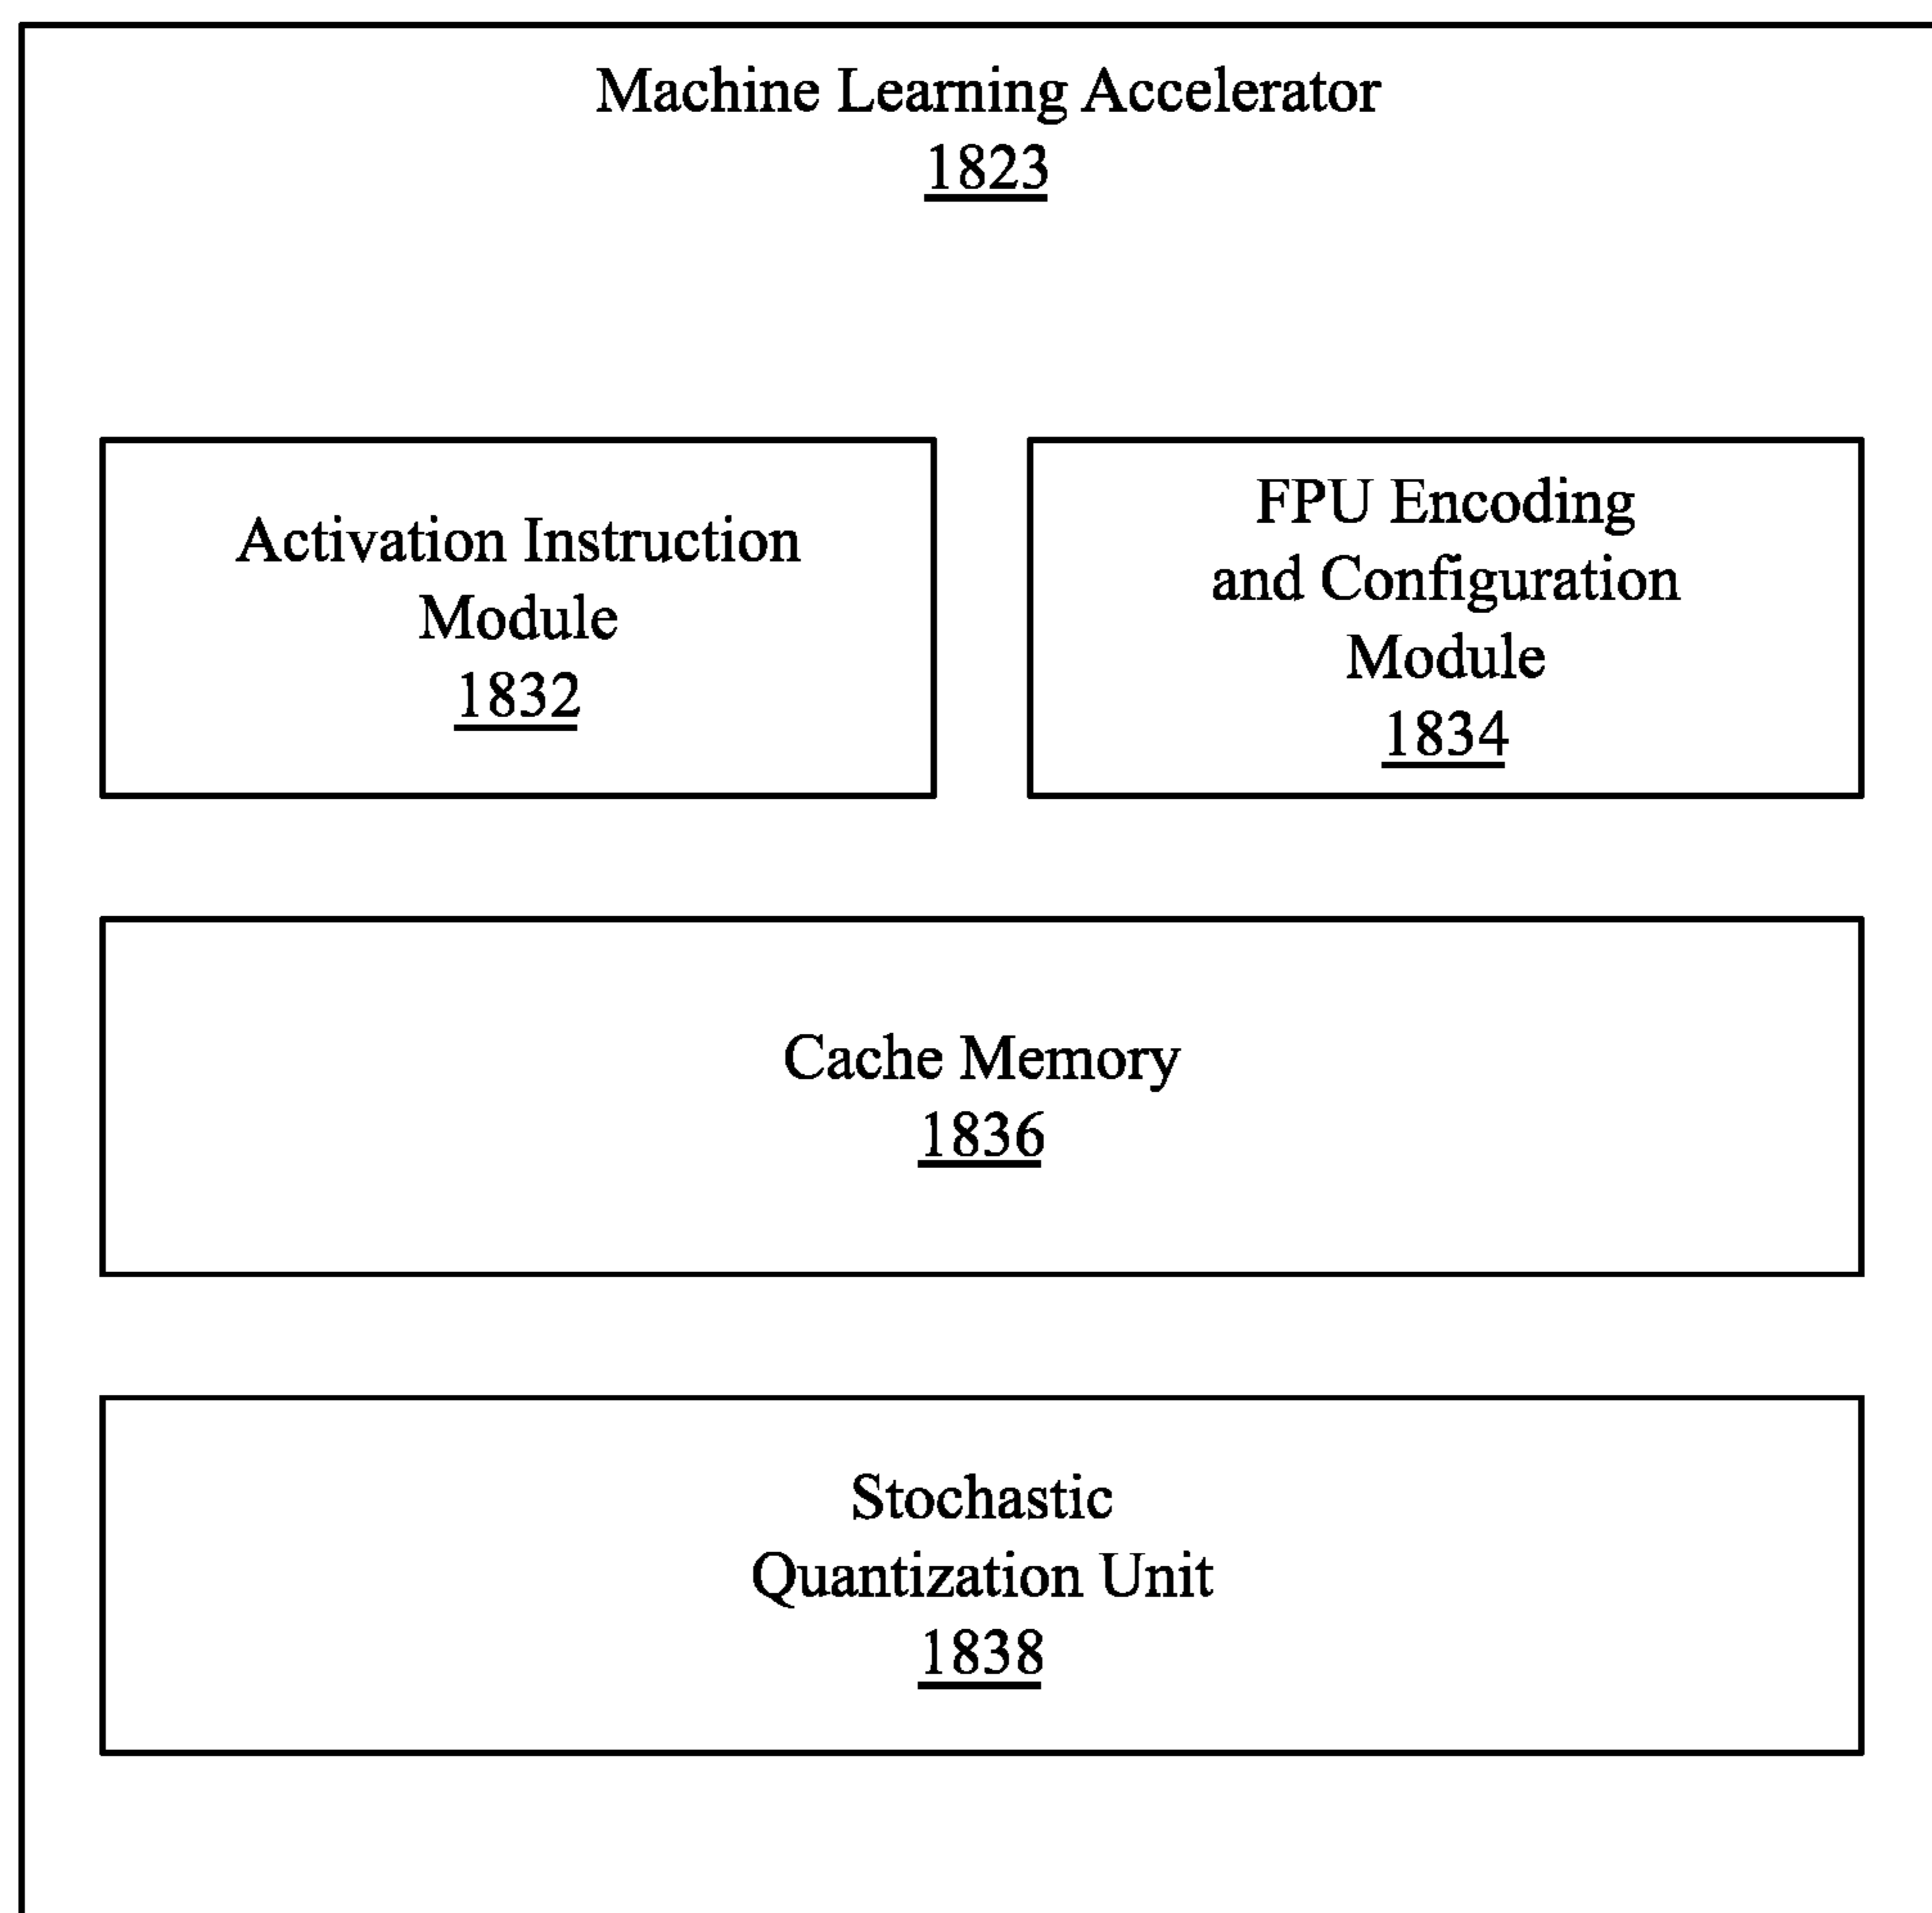 Machine Learning Accelerator
1823
Activation Instruction
Module
1832
FPU Encoding
and Configuration
Module
1834
Cache Memory
1836
Stochastic
Quantization Unit
1838